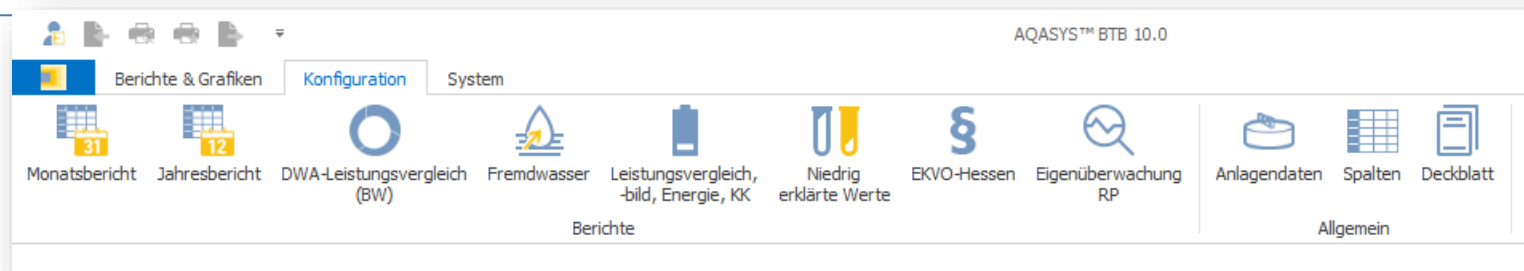 AQASYS™ BTB 10.0
Berichte & Grafiken Konfiguration System
31 12 §
Monatsbericht Jahresbericht DWA-Leistungsvergleich Fremdwasser Leistungsvergleich, Niedrig EKVO-Hessen Eigenüberwachung Anlagendaten Spalten Deckblatt
(BW) -bild, Energie, KK erklärte Werte RP
Berichte Allgemein